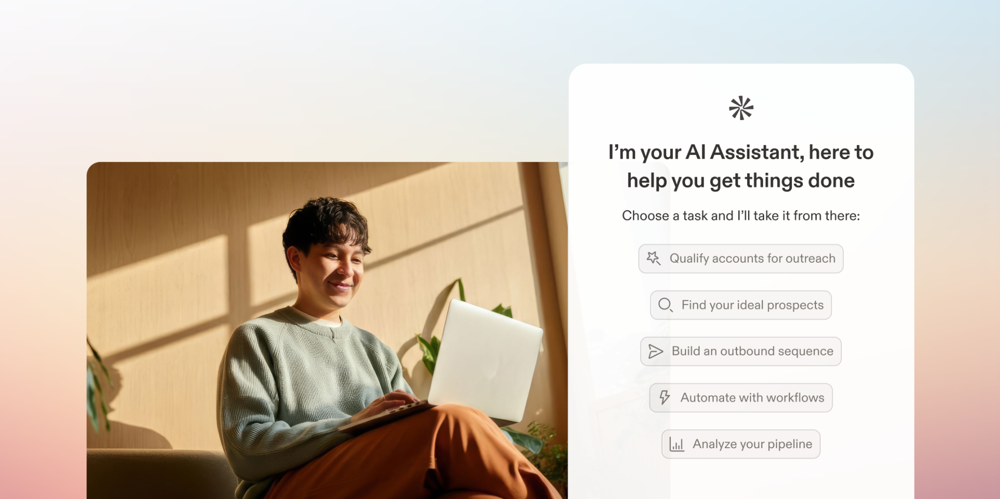 I’m your AI Assistant, here to
help you get things done
Choose a task and I’ll take it from there:
Qualify accounts for outreach
Find your ideal prospects
Build an outbound sequence
Automate with workflows
Analyze your pipeline